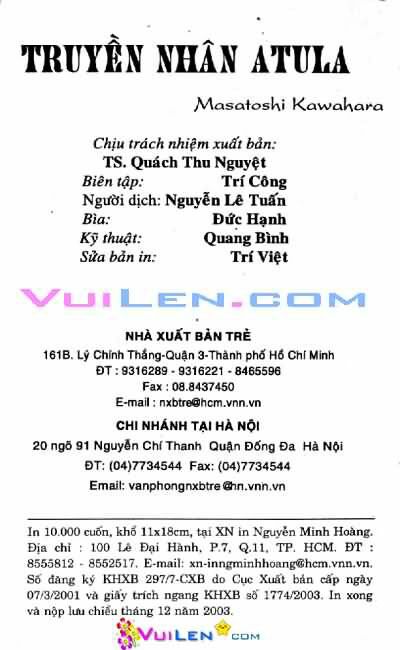 TRUYỀN NHÂN ATULA
Masatoshi Kawahara
Chịu trách nhiệm xuất bản:
TS. Quách Thu Nguyệt
Biên tập: Trí Công
Người dịch: Nguyễn Lê Tuấn
Bìa: Đức Hạnh
Kỹ thuật: Quang Bình
Sửa bản in: Trí Việt
VUILEN.COM
NHÀ XUẤT BẢN TRẺ
161B. Lý Chính Thắng-Quận 3-Thành phố Hồ Chí Minh
ĐT : 9316289 - 9316221 - 8465596
Fax : 08.8437450
E-mail : nxbtre@hcm.vnn.vn
CHI NHÁNH TẠI HÀ NỘI
20 ngõ 91 Nguyễn Chí Thanh Quận Đống Đa Hà Nội
ĐT: (04)7734544 Fax: (04)7734544
Email: vanphongnxbtre@hn.vnn.vn
In 10.000 cuốn, khổ 11x18cm, tại XN in Nguyễn Minh Hoàng.
Địa chỉ : 100 Lê Đại Hành, P.7, Q.11, TP. HCM. ĐT :
8555812 - 8552517. E-mail: xn-inngminhhoang@hcm.vnn.vn.
Số đăng ký KHXB 297/7-CXB do Cục Xuất bản cấp ngày
07/3/2001 và giấy trích ngang KHXB số 1774/2003. In xong
và nộp lưu chiểu tháng 12 năm 2003.
VUILEN.COM